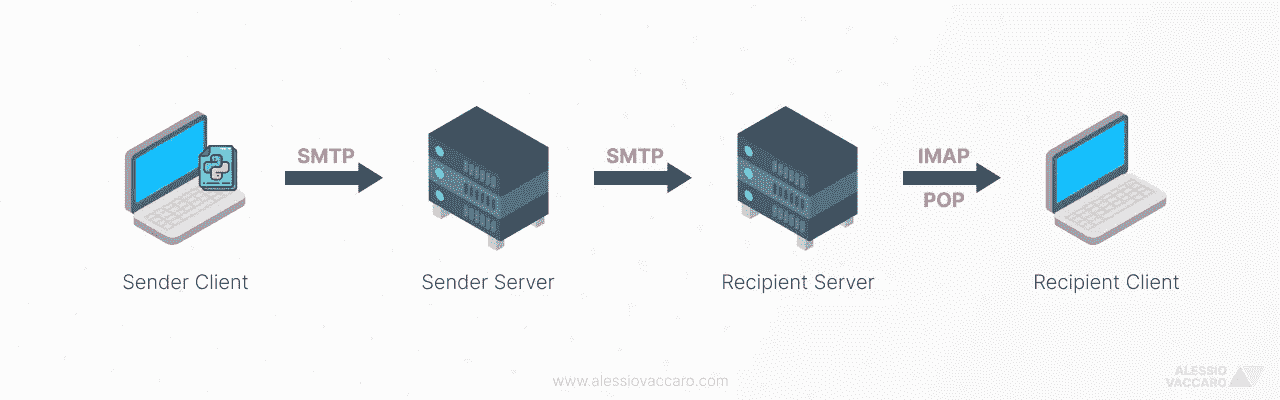 SMTP
SMTP
IMAP
POP
Sender Client
Sender Server
Recipient Server
Recipient Client
www.alessiovaccaro.com
ALESSIO
VACCARO